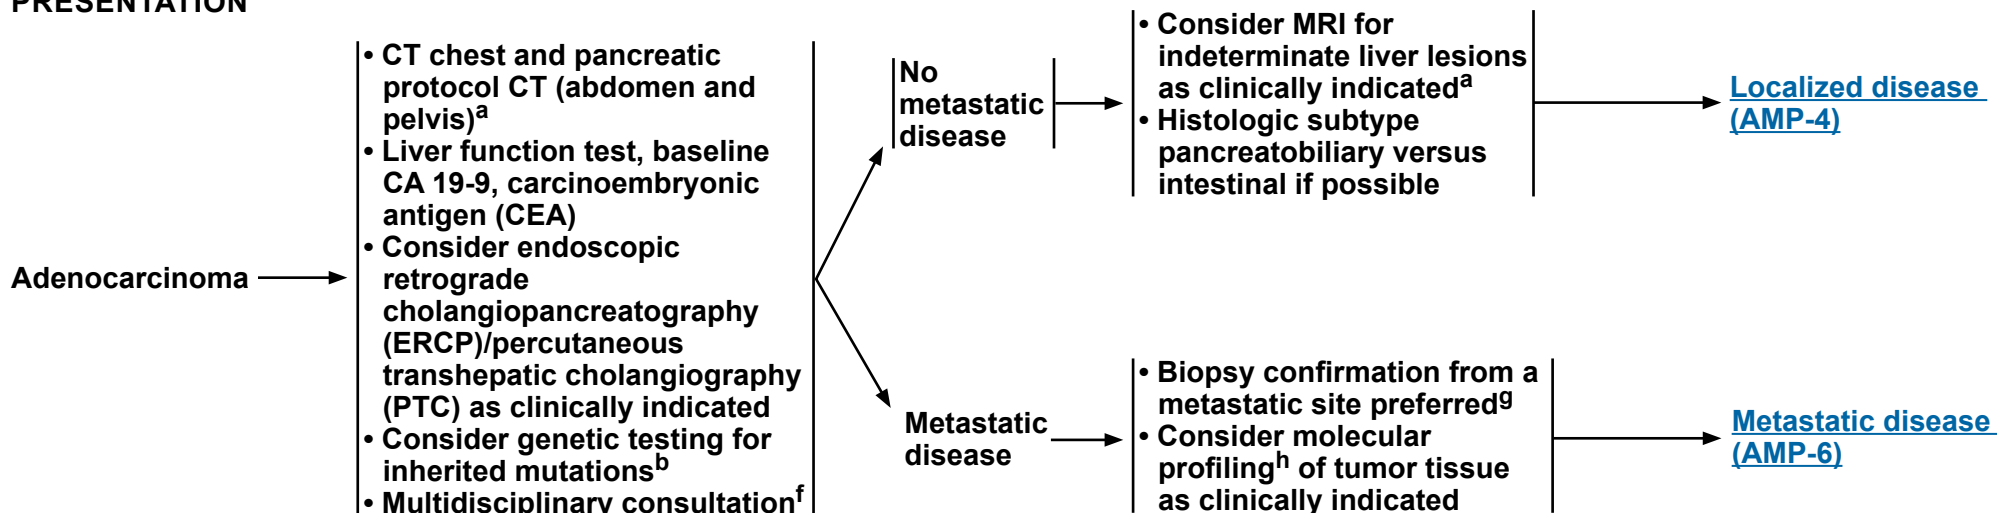 PRESENTATION
Adenocarcinoma
• CT chest and pancreatic
protocol CT (abdomen and
pelvis)a
• Liver function test, baseline
CA 19-9, carcinoembryonic
antigen (CEA)
• Consider endoscopic
retrograde
cholangiopancreatography
(ERCP)/percutaneous
transhepatic cholangiography
(PTC) as clinically indicated
• Consider genetic testing for
inherited mutationsb
• Multidisciplinary consultationf
No
metastatic
disease
• Consider MRI for
indeterminate liver lesions
as clinically indicateda
• Histologic subtype
pancreatobiliary versus
intestinal if possible
Localized disease
(AMP-4)
Metastatic
disease
• Biopsy confirmation from a
metastatic site preferredg
• Consider molecular
profilingh of tumor tissue
as clinically indicated
Metastatic disease
(AMP-6)